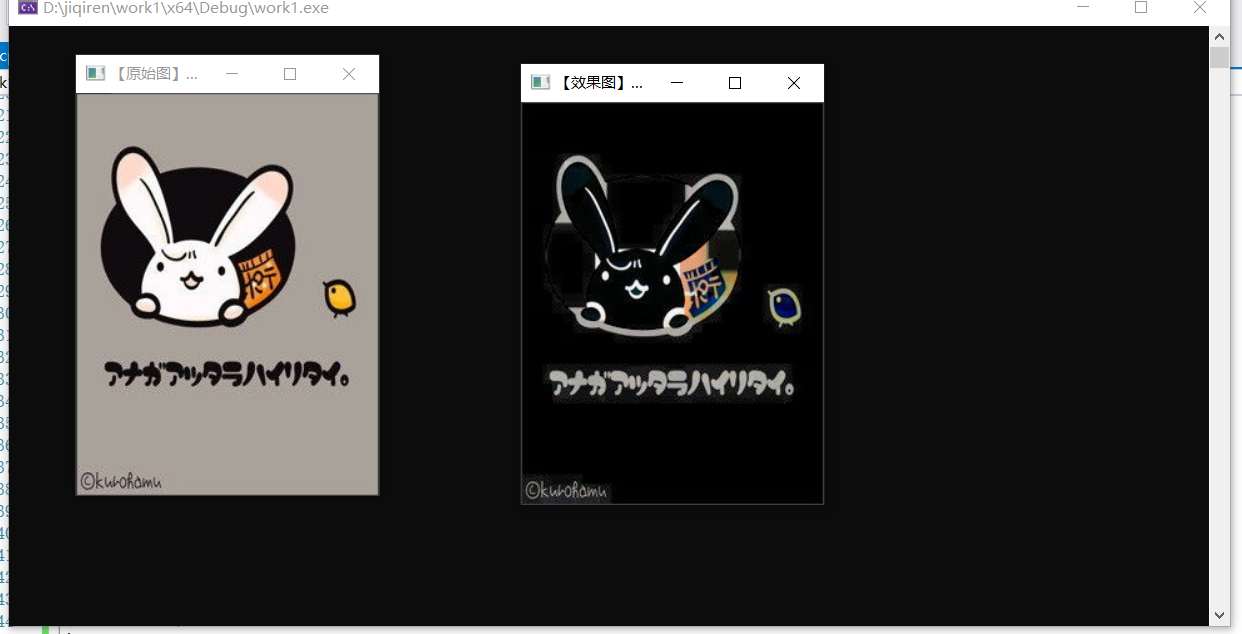 D:\jiqiren\work1\x64\Debug\work1.exe
【原始图】...
【效果图】...
アナガアッタラハイリタイ。
©kurohamu
アナガアッタラハイリタイ。
©kurohamu